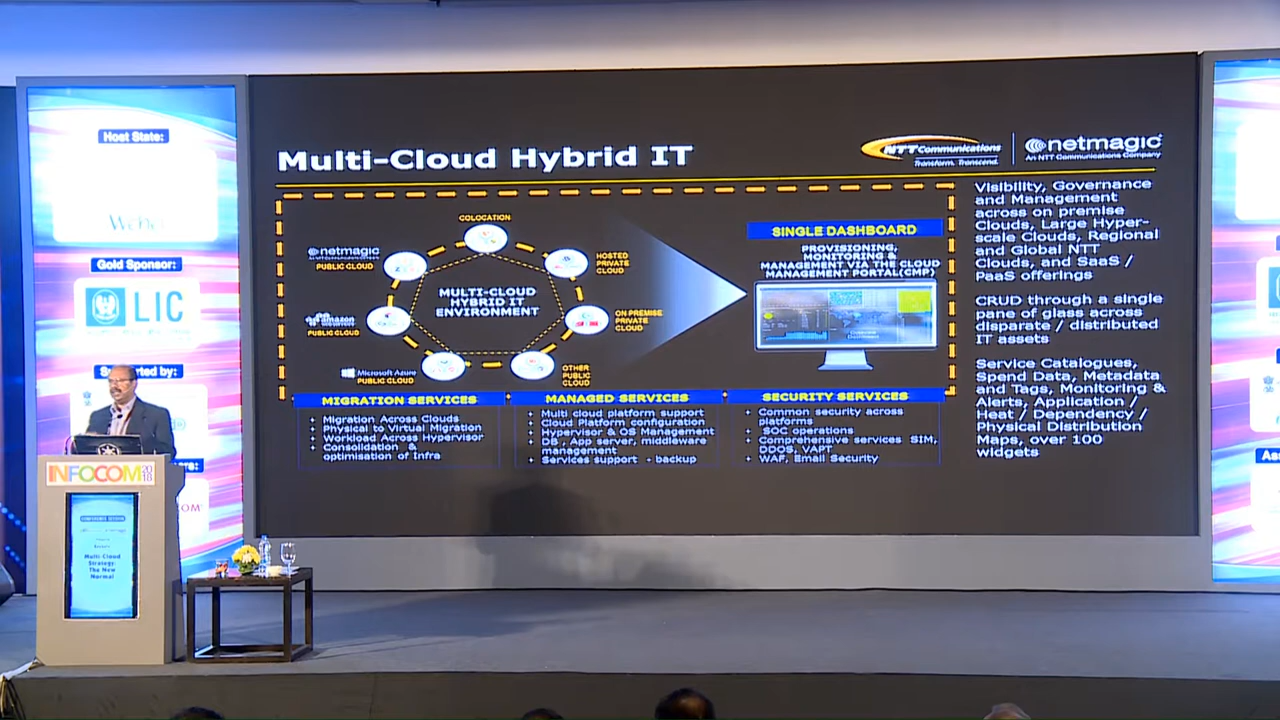 Host State:
Gold Sponsor:
LIC
INFOCOM 2018
CONFERENCE SESSION
Multi-Cloud
Strategy:
The New
Normal
Multi-Cloud Hybrid IT
NTT Communications
Transform. Transcend.
netmagic
An NTT Communications Company
COLOCATION
netmagic
PUBLIC CLOUD
HOSTED
PRIVATE
CLOUD
MULTI-CLOUD
HYBRID IT
ENVIRONMENT
amazon
PUBLIC CLOUD
ON PREMISE
PRIVATE
CLOUD
Microsoft Azure
PUBLIC CLOUD
OTHER
PUBLIC
CLOUD
SINGLE DASHBOARD
PROVISIONING,
MONITORING &
MANAGEMENT VIA THE CLOUD
MANAGEMENT PORTAL(CMP)
MIGRATION SERVICES
• Migration Across Clouds
• Physical to Virtual Migration
• Workload Across Hypervisor
• Consolidation &
optimisation of Infra
MANAGED SERVICES
• Multi cloud platform support
• Cloud Platform configuration
• Hypervisor & OS Management
• DB , App server, middleware
management
• Services support - backup
SECURITY SERVICES
• Common security across
platforms
• SOC operations
• Comprehensive services SIM,
DDOS, VAPT
• WAF, Email Security
Visibility, Governance
and Management
across on premise
Clouds, Large Hyper-
scale Clouds, Regional
and Global NTT
Clouds, and SaaS /
PaaS offerings
CRUD through a single
pane of glass across
disparate / distributed
IT assets
Service Catalogues,
Spend Data, Metadata
and Tags, Monitoring &
Alerts, Application /
Heat / Dependency /
Physical Distribution
Maps, over 100
widgets